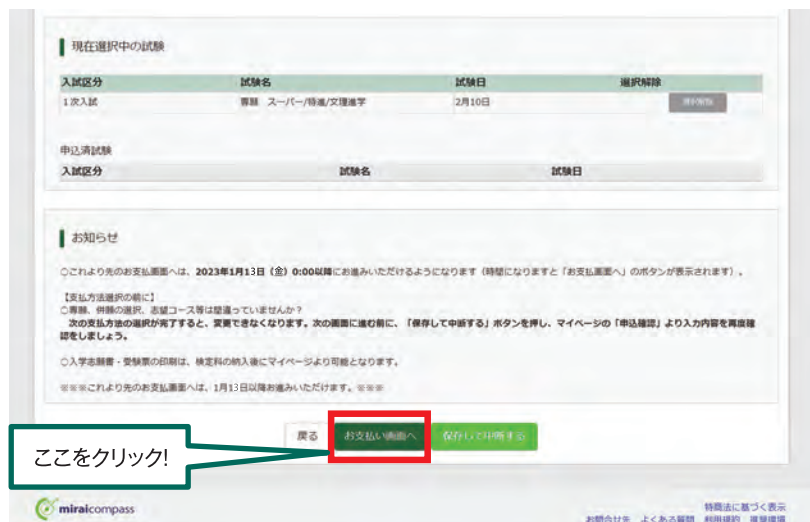 現在選択中の試験
入試区分 試験名 試験日 選択解除
1次入試 専願 スーパー/特進/文理進学 2月10日 選択解除
申込済試験
入試区分 試験名 試験日
お知らせ
○これより先のお支払画面へは、2023年1月13日（金）0:00以降にお進みいただけるようになります（時間になりますと「お支払画面へ」のボタンが表示されます）。
【支払方法選択の前に】
○専願、併願の選択、志望コース等は間違っていませんか？
次の支払方法の選択が完了すると、変更できなくなります。次の画面に進む前に、「保存して中断する」ボタンを押し、マイページの「申込確認」より入力内容を再度確
認をしましょう。
○入学志願書・受験票の印刷は、検定料の納入後にマイページより可能となります。
※※※これより先のお支払画面へは、1月13日以降お進みいただけます。※※※
戻る お支払い画面へ 保存して中断する
ここをクリック!
miraicompass
特商法に基づく表示
お問合せ先 よくある質問 利用規約 推奨環境